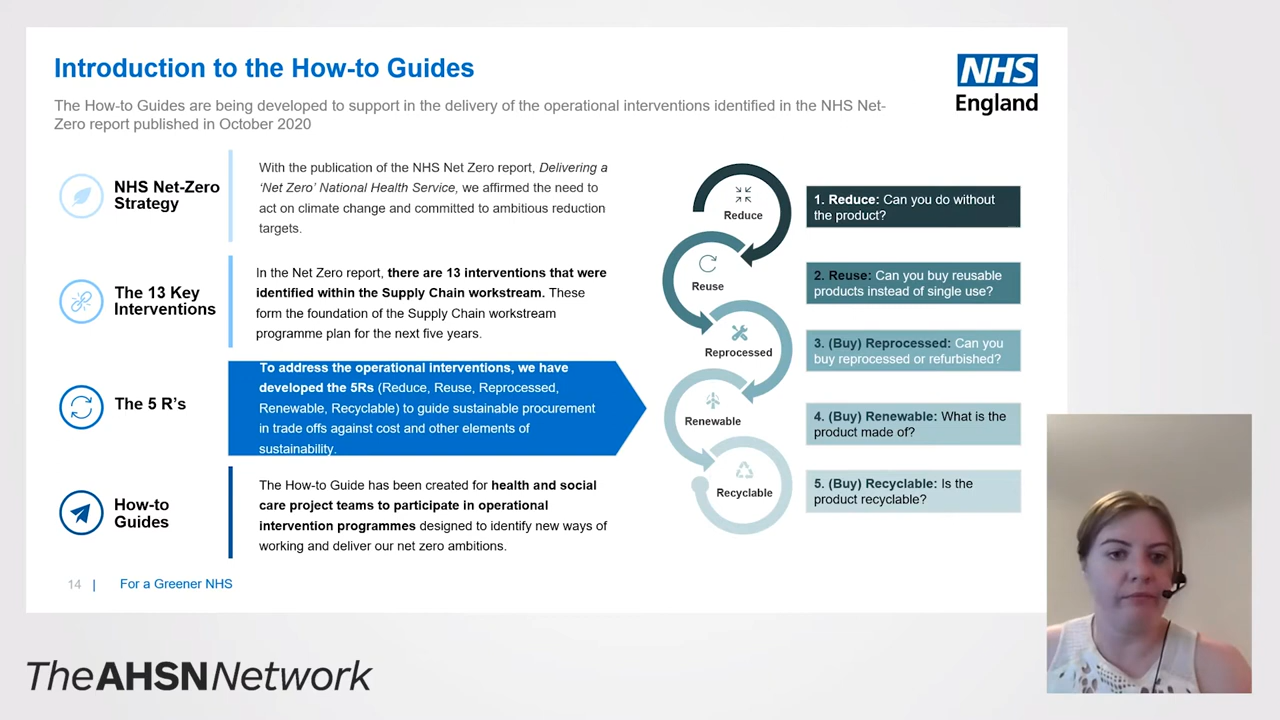 Introduction to the How-to Guides
The How-to Guides are being developed to support in the delivery of the operational interventions identified in the NHS Net-
Zero report published in October 2020
NHS
England
NHS Net-Zero
Strategy
With the publication of the NHS Net Zero report, Delivering a
‘Net Zero’ National Health Service, we affirmed the need to
act on climate change and committed to ambitious reduction
targets.
The 13 Key
Interventions
In the Net Zero report, there are 13 interventions that were
identified within the Supply Chain workstream. These
form the foundation of the Supply Chain workstream
programme plan for the next five years.
The 5 R’s
To address the operational interventions, we have
developed the 5Rs (Reduce, Reuse, Reprocessed,
Renewable, Recyclable) to guide sustainable procurement
in trade offs against cost and other elements of
sustainability.
How-to
Guides
The How-to Guide has been created for health and social
care project teams to participate in operational
intervention programmes designed to identify new ways of
working and deliver our net zero ambitions.
Reduce
Reuse
Reprocessed
Renewable
Recyclable
1. Reduce: Can you do without
the product?
2. Reuse: Can you buy reusable
products instead of single use?
3. (Buy) Reprocessed: Can you
buy reprocessed or refurbished?
4. (Buy) Renewable: What is the
product made of?
5. (Buy) Recyclable: Is the
product recyclable?
14 | For a Greener NHS
TheAHSNNetwork